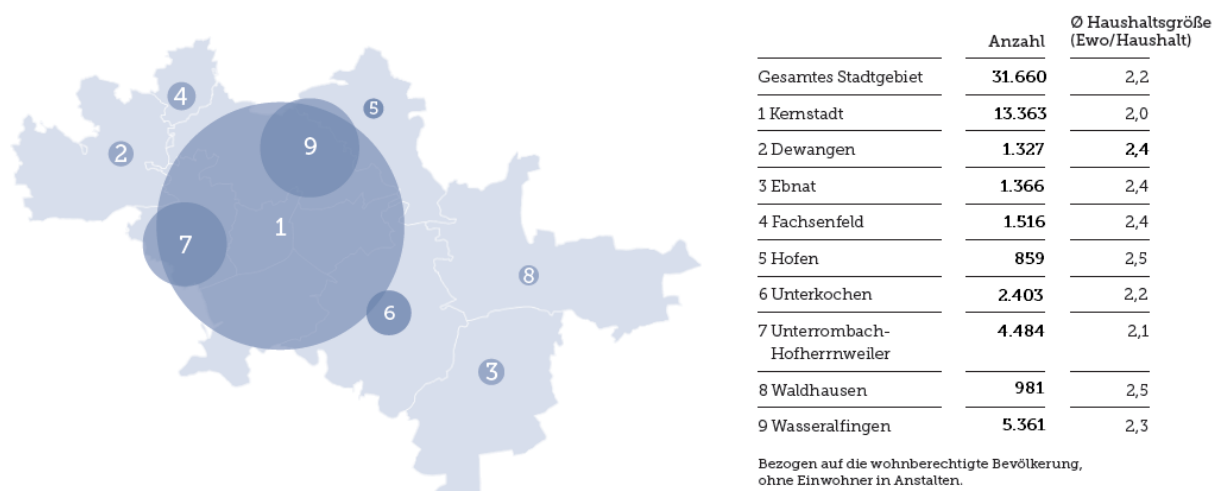 4
5
9
2
1
7
8
6
3
Anzahl
Ø Haushaltsgröße
(Ewo/Haushalt)
Gesamtes Stadtgebiet 31.660 2,2
1 Kernstadt 13.363 2,0
2 Dewangen 1.327 2,4
3 Ebnat 1.366 2,4
4 Fachsenfeld 1.516 2,4
5 Hofen 859 2,5
6 Unterkochen 2.403 2,2
7 Unterrombach- 4.484 2,1
Hofherrnweiler
8 Waldhausen 981 2,5
9 Wasseralfingen 5.361 2,3
Bezogen auf die wohnberechtigte Bevölkerung,
ohne Einwohner in Anstalten.